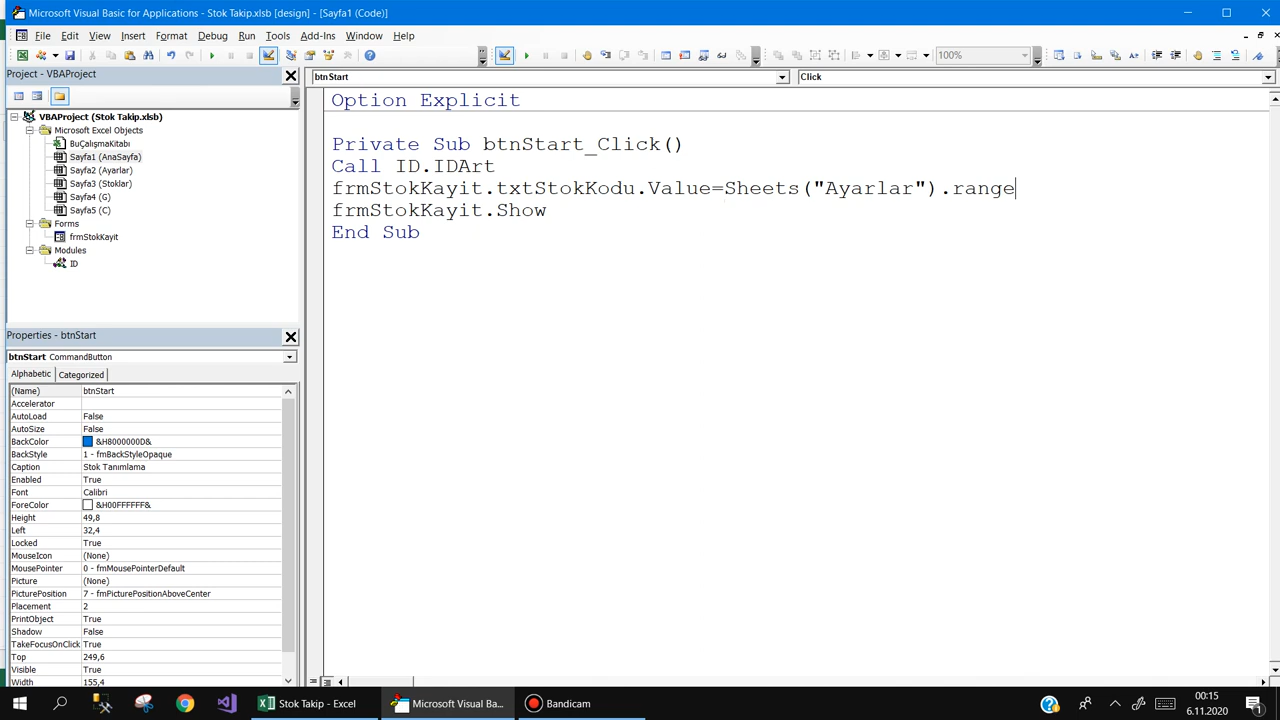 Microsoft Visual Basic for Applications - Stok Takip.xlsb [design] - [Sayfa1 (Code)]
File Edit View Insert Format Debug Run Tools Add-Ins Window Help
100%
Project - VBAProject
VBAProject (Stok Takip.xlsb)
Microsoft Excel Objects
BuÇalışmaKitabı
Sayfa1 (AnaSayfa)
Sayfa2 (Ayarlar)
Sayfa3 (Stoklar)
Sayfa4 (G)
Sayfa5 (C)
Forms
frmStokKayit
Modules
ID
Properties - btnStart
btnStart CommandButton
Alphabetic Categorized
(Name) btnStart
Accelerator
AutoLoad False
AutoSize False
BackColor &H8000000D&
BackStyle 1 - fmBackStyleOpaque
Caption Stok Tanımlama
Enabled True
Font Calibri
ForeColor &H00FFFFFF&
Height 49,8
Left 32,4
Locked True
MouseIcon (None)
MousePointer 0 - fmMousePointerDefault
Picture (None)
PicturePosition 7 - fmPicturePositionAboveCenter
Placement 2
PrintObject True
Shadow False
TakeFocusOnClick True
Top 249,6
Visible True
Width 155,4
btnStart Click
Option Explicit
Private Sub btnStart_Click()
Call ID.IDArt
frmStokKayit.txtStokKodu.Value=Sheets("Ayarlar").range
frmStokKayit.Show
End Sub
Stok Takip - Excel
Microsoft Visual Ba...
Bandicam
00:15
6.11.2020
1